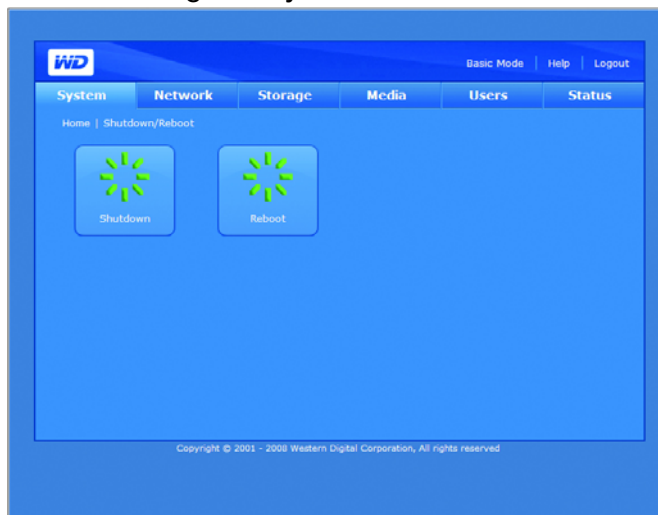 WD
Basic Mode | Help | Logout
System Network Storage Media Users Status
Home | Shutdown/Reboot
Shutdown Reboot
Copyright © 2001 - 2008 Western Digital Corporation, All rights reserved